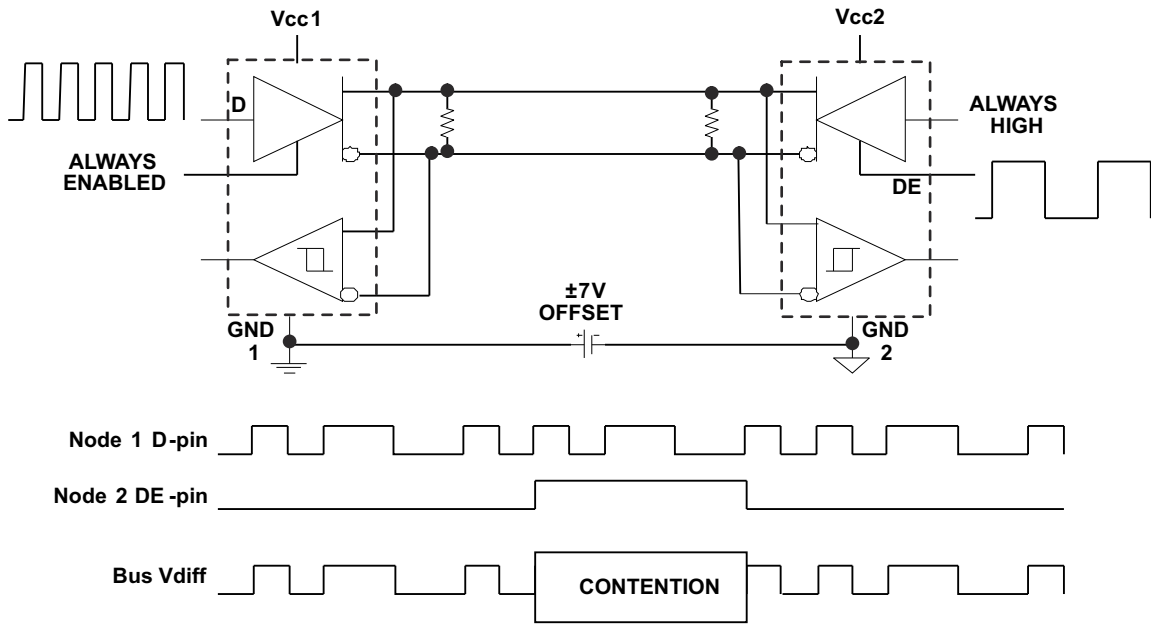 Vcc1
Vcc2
D
ALWAYS
HIGH
ALWAYS
ENABLED
DE
±7V
OFFSET
GND
1
GND
2
Node 1 D-pin
Node 2 DE-pin
Bus Vdiff
CONTENTION